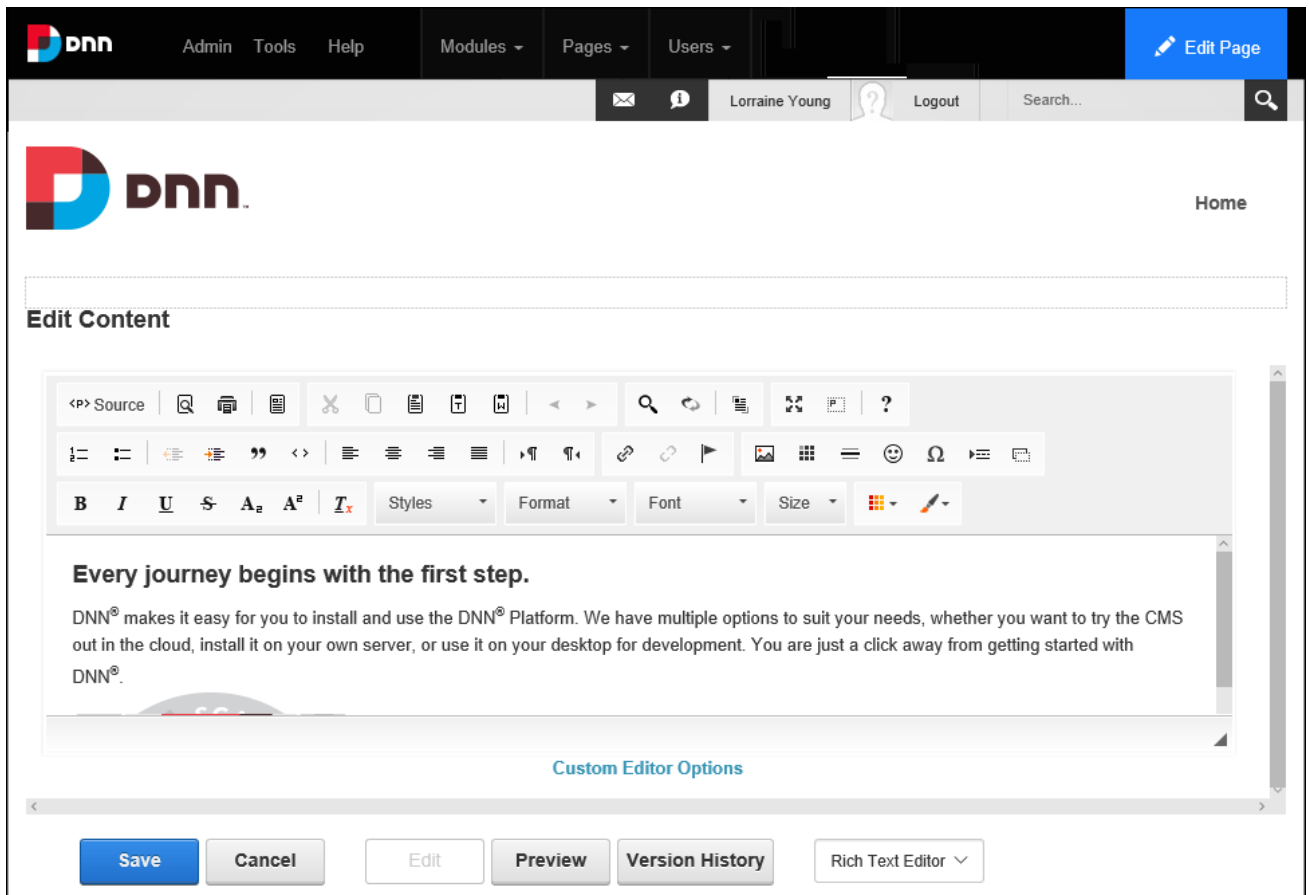 DNN Admin Tools Help Modules Pages Users Edit Page
Lorraine Young Logout Search...
DNN™
Home
Edit Content
<P> Source ?
B I U S A₂ A² Tx Styles Format Font Size
Every journey begins with the first step.
DNN® makes it easy for you to install and use the DNN® Platform. We have multiple options to suit your needs, whether you want to try the CMS
out in the cloud, install it on your own server, or use it on your desktop for development. You are just a click away from getting started with
DNN®.
Custom Editor Options
Save Cancel Edit Preview Version History Rich Text Editor